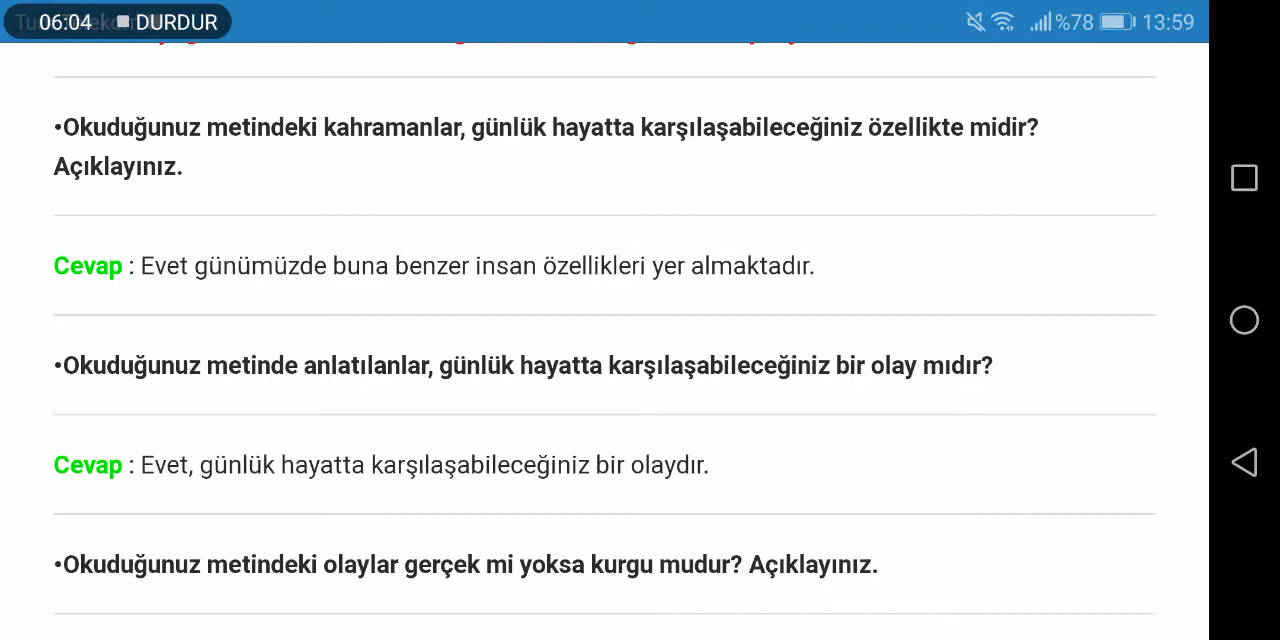 06:04 DURDUR %78 13:59
•Okuduğunuz metindeki kahramanlar, günlük hayatta karşılaşabileceğiniz özellikte midir?
Açıklayınız.
Cevap : Evet günümüzde buna benzer insan özellikleri yer almaktadır.
•Okuduğunuz metinde anlatılanlar, günlük hayatta karşılaşabileceğiniz bir olay mıdır?
Cevap : Evet, günlük hayatta karşılaşabileceğiniz bir olaydır.
•Okuduğunuz metindeki olaylar gerçek mi yoksa kurgu mudur? Açıklayınız.